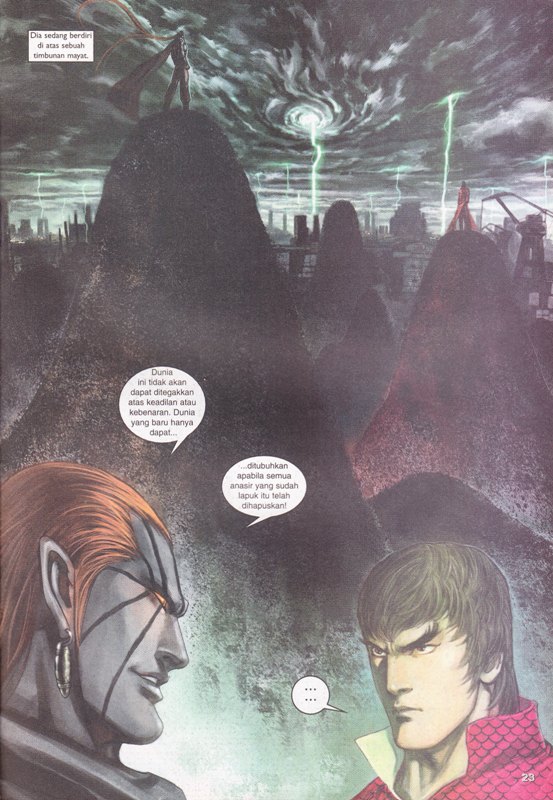 Dia sedang berdiri
di atas sebuah
timbunan mayat.
Dunia
ini tidak akan
dapat ditegakkan
atas keadilan atau
kebenaran. Dunia
yang baru hanya
dapat...
...ditubuhkan
apabila semua
anasir yang sudah
lapuk itu telah
dihapuskan!
...
...
23